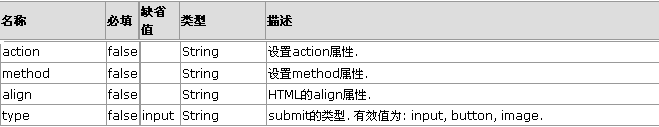 名称 必填 缺省值 类型 描述
action false String 设置action属性.
method false String 设置method属性.
align false String HTML的align属性.
type false input String submit的类型. 有效值为: input, button, image.